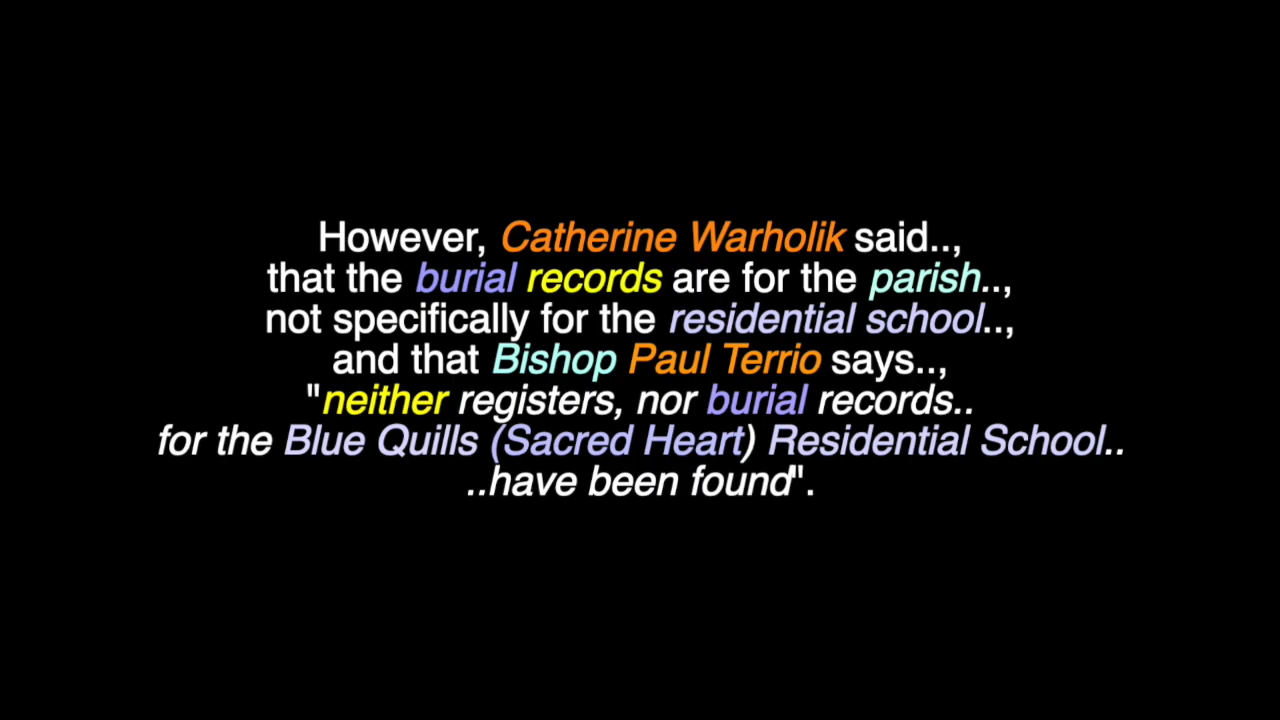 However, Catherine Warholik said..,
that the burial records are for the parish..,
not specifically for the residential school..,
and that Bishop Paul Terrio says..,
"neither registers, nor burial records..
for the Blue Quills (Sacred Heart) Residential School..
..have been found".